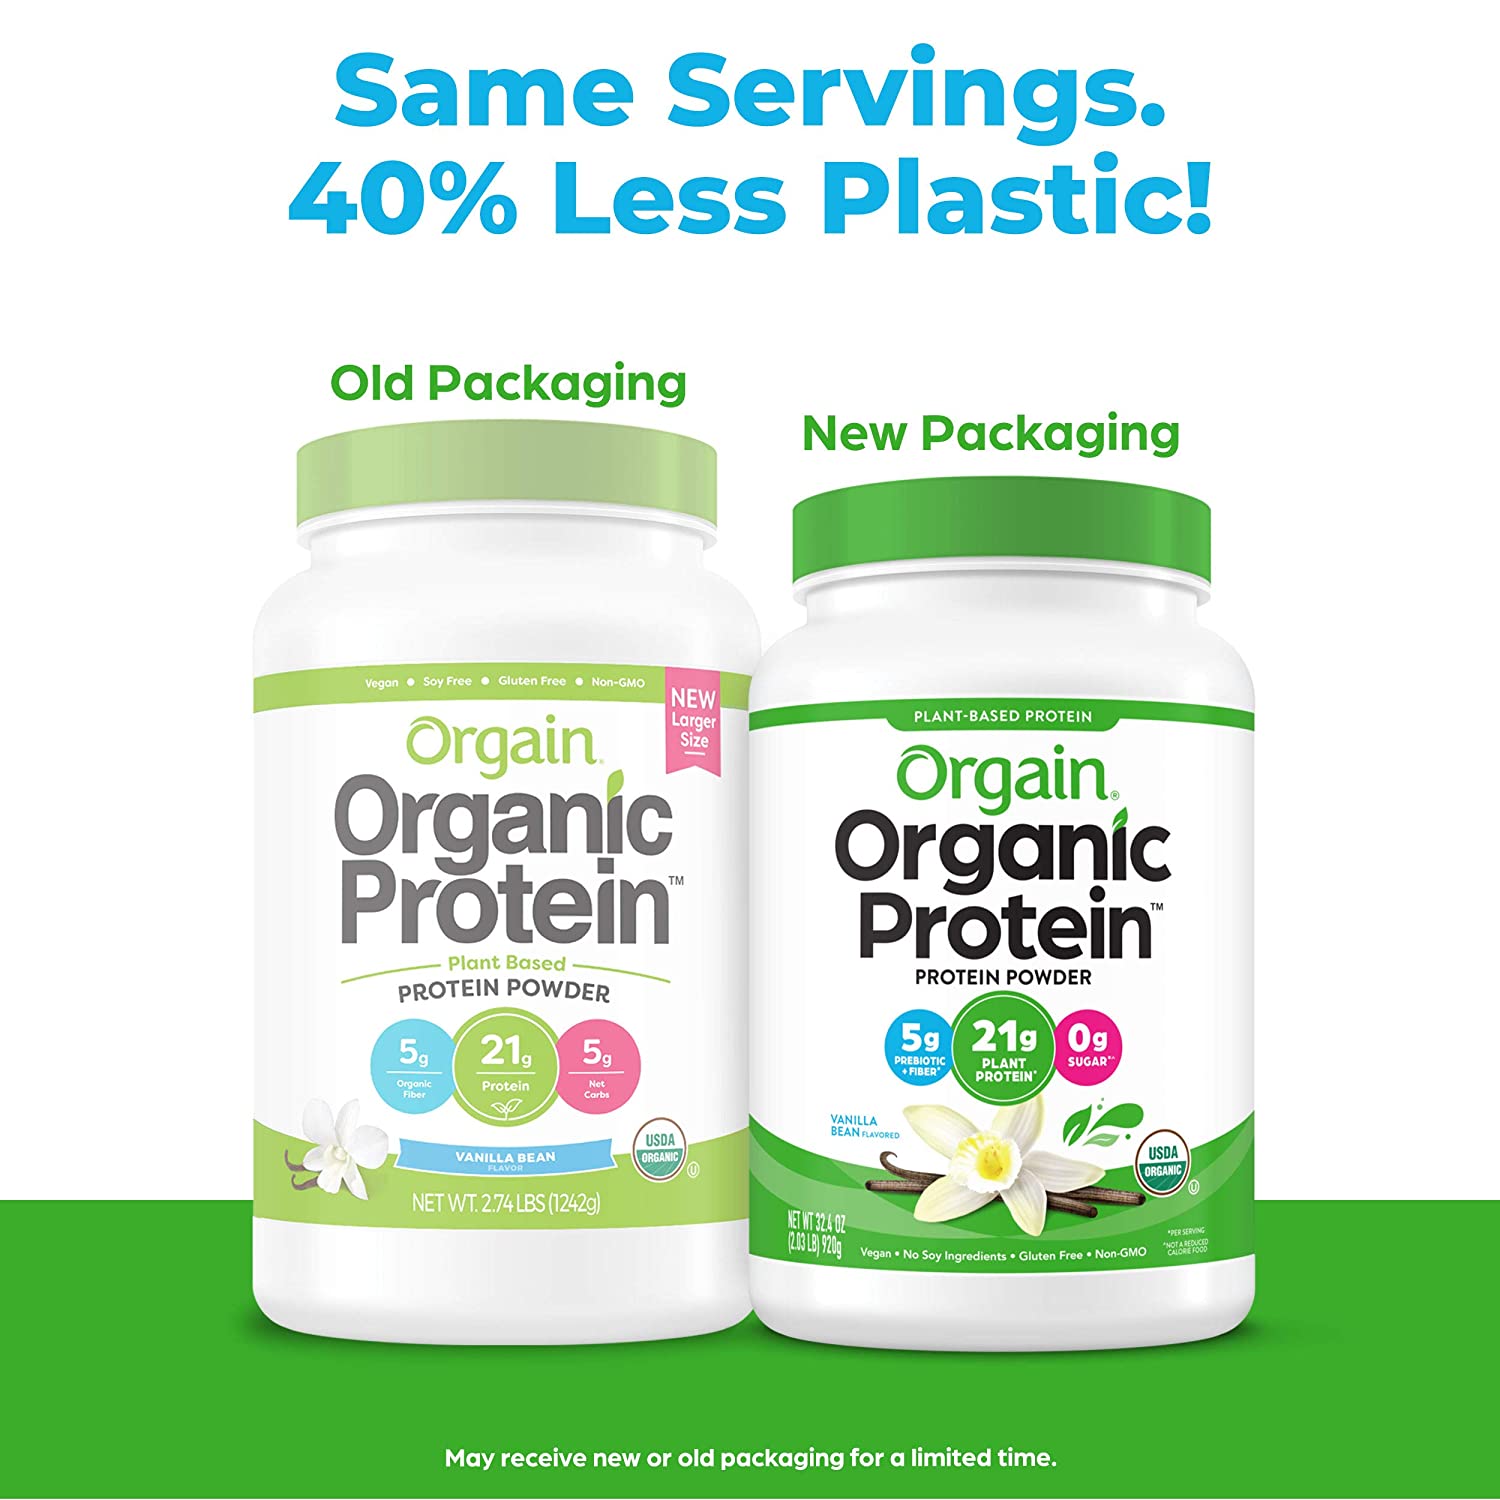 Same Servings.
40% Less Plastic!
Old Packaging
Vegan • Soy Free • Gluten Free • Non-GMO
NEW
Larger
Size
Orgain®
Organic
Protein™
Plant Based
PROTEIN POWDER
5g
Organic
Fiber
21g
Protein
5g
Net
Carbs
VANILLA BEAN
FLAVOR
USDA
ORGANIC
U
NET WT. 2.74 LBS (1242g)
New Packaging
PLANT-BASED PROTEIN
Orgain®
Organic
Protein™
PROTEIN POWDER
5g
PREBIOTIC
+ FIBER*
21g
PLANT
PROTEIN*
0g
SUGAR*^
VANILLA
BEAN FLAVORED
USDA
ORGANIC
U
NET WT 32.4 OZ
(2.03 LB) 920g
*PER SERVING
^NOT A REDUCED
CALORIE FOOD
Vegan • No Soy Ingredients • Gluten Free • Non-GMO
May receive new or old packaging for a limited time.